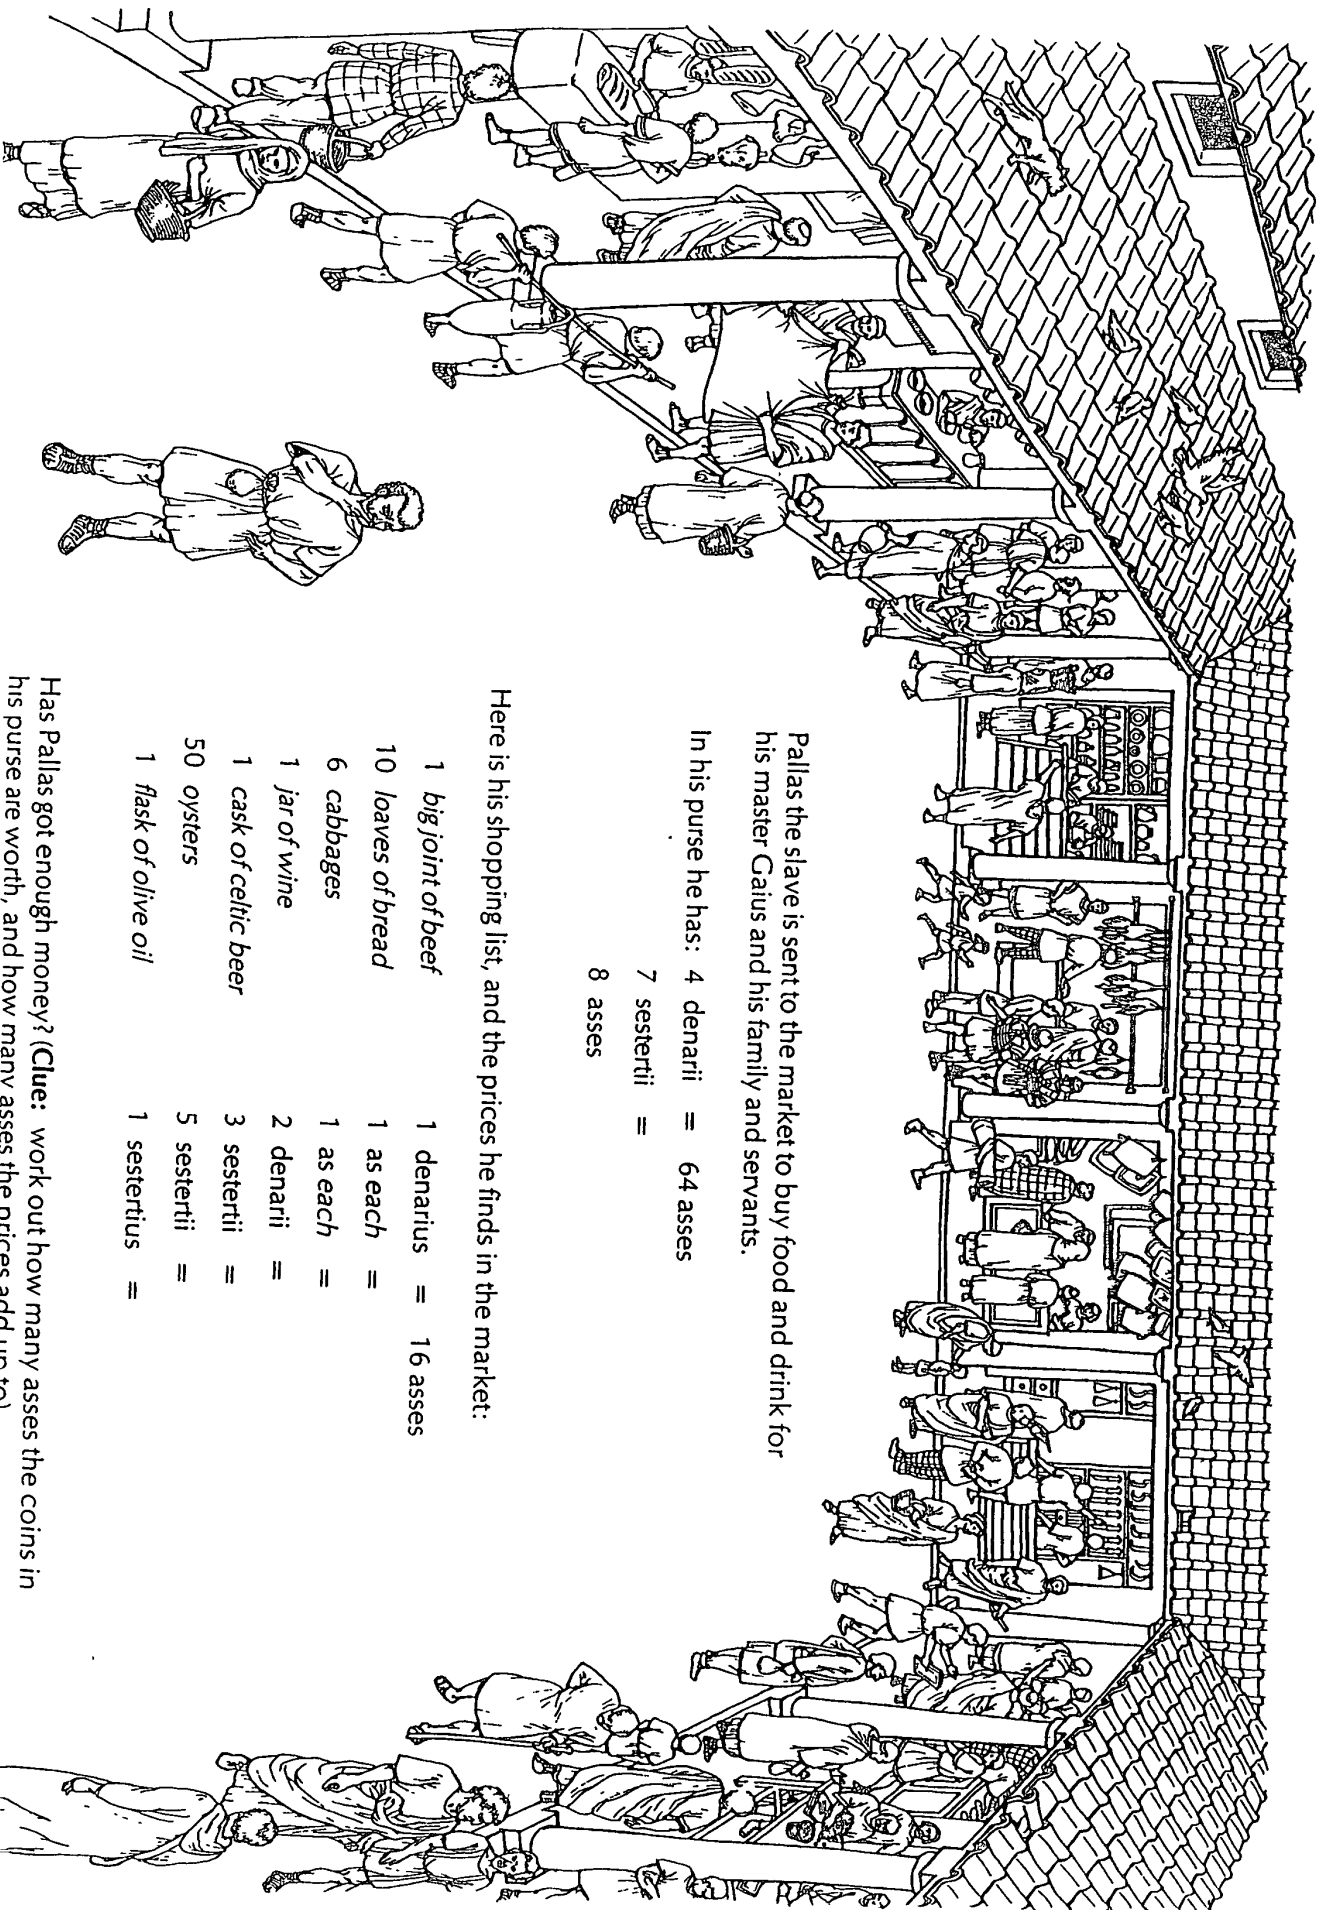 Pallas the slave is sent to the market to buy food and drink for
his master Gaius and his family and servants.
In his purse he has: 4 denarii = 64 asses
7 sestertii =
8 asses
Here is his shopping list, and the prices he finds in the market:
1 big joint of beef 1 denarius = 16 asses
10 loaves of bread 1 as each =
6 cabbages 1 as each =
1 jar of wine 2 denarii =
1 cask of celtic beer 3 sestertii =
50 oysters 5 sestertii =
1 flask of olive oil 1 sestertius =
Has Pallas got enough money? (Clue: work out how many asses the coins in
his purse are worth, and how many asses the prices add up to)